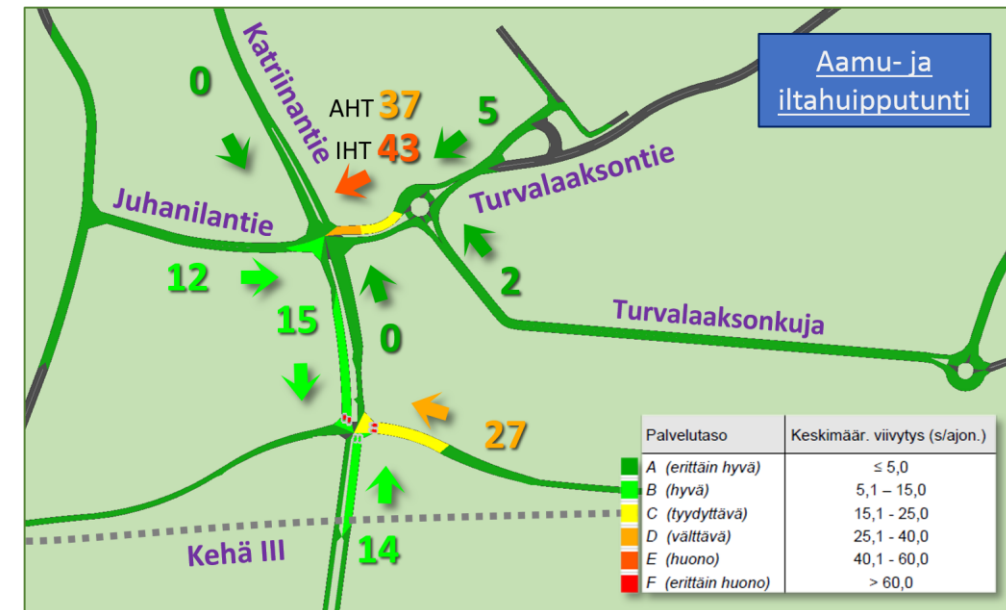 Aamu- ja
iltahuipputunti
Katriinantie
0
AHT 37
IHT 43
5
Turvalaaksontie
Juhanilantie
12
15
0
2
Turvalaaksonkuja
27
14
Kehä III
Palvelutaso Keskimäär. viivytys (s/ajon.)
A (erittäin hyvä) ≤ 5,0
B (hyvä) 5,1 – 15,0
C (tyydyttävä) 15,1 - 25,0
D (välttävä) 25,1 - 40,0
E (huono) 40,1 - 60,0
F (erittäin huono) > 60,0